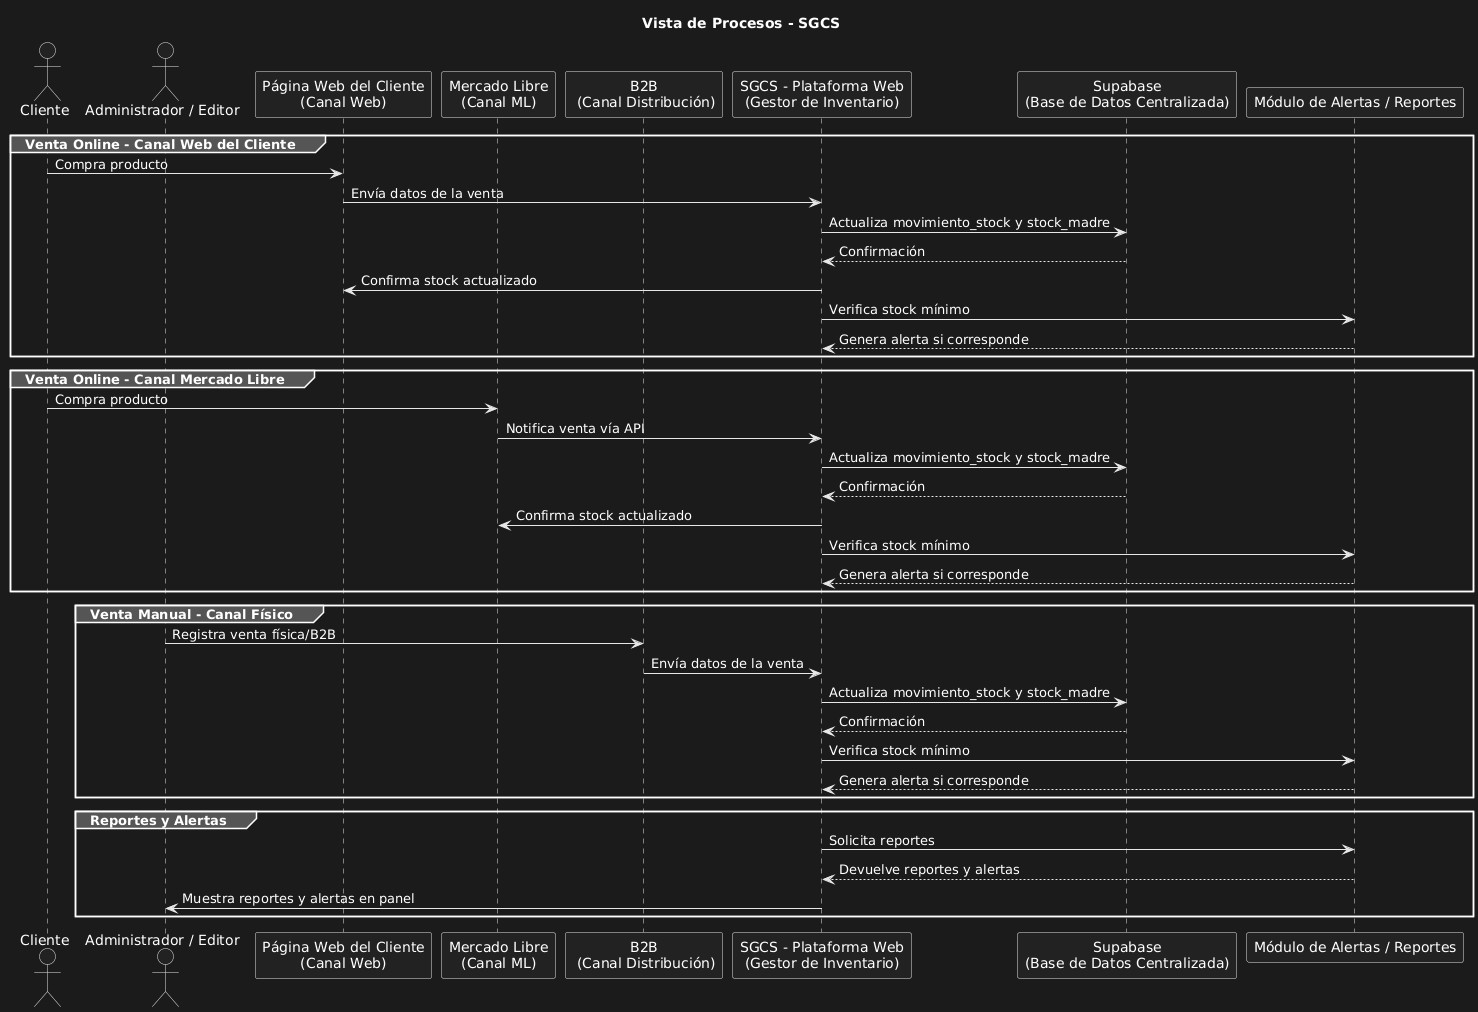 Vista de Procesos - SGCS
Cliente
Administrador / Editor
Página Web del Cliente
(Canal Web)
Mercado Libre
(Canal ML)
B2B
(Canal Distribución)
SGCS - Plataforma Web
(Gestor de Inventario)
Supabase
(Base de Datos Centralizada)
Módulo de Alertas / Reportes
Venta Online - Canal Web del Cliente
Compra producto
Envía datos de la venta
Actualiza movimiento_stock y stock_madre
Confirmación
Confirma stock actualizado
Verifica stock mínimo
Genera alerta si corresponde
Venta Online - Canal Mercado Libre
Compra producto
Notifica venta vía API
Actualiza movimiento_stock y stock_madre
Confirmación
Confirma stock actualizado
Verifica stock mínimo
Genera alerta si corresponde
Venta Manual - Canal Físico
Registra venta física/B2B
Envía datos de la venta
Actualiza movimiento_stock y stock_madre
Confirmación
Verifica stock mínimo
Genera alerta si corresponde
Reportes y Alertas
Solicita reportes
Devuelve reportes y alertas
Muestra reportes y alertas en panel
Cliente
Administrador / Editor
Página Web del Cliente
(Canal Web)
Mercado Libre
(Canal ML)
B2B
(Canal Distribución)
SGCS - Plataforma Web
(Gestor de Inventario)
Supabase
(Base de Datos Centralizada)
Módulo de Alertas / Reportes